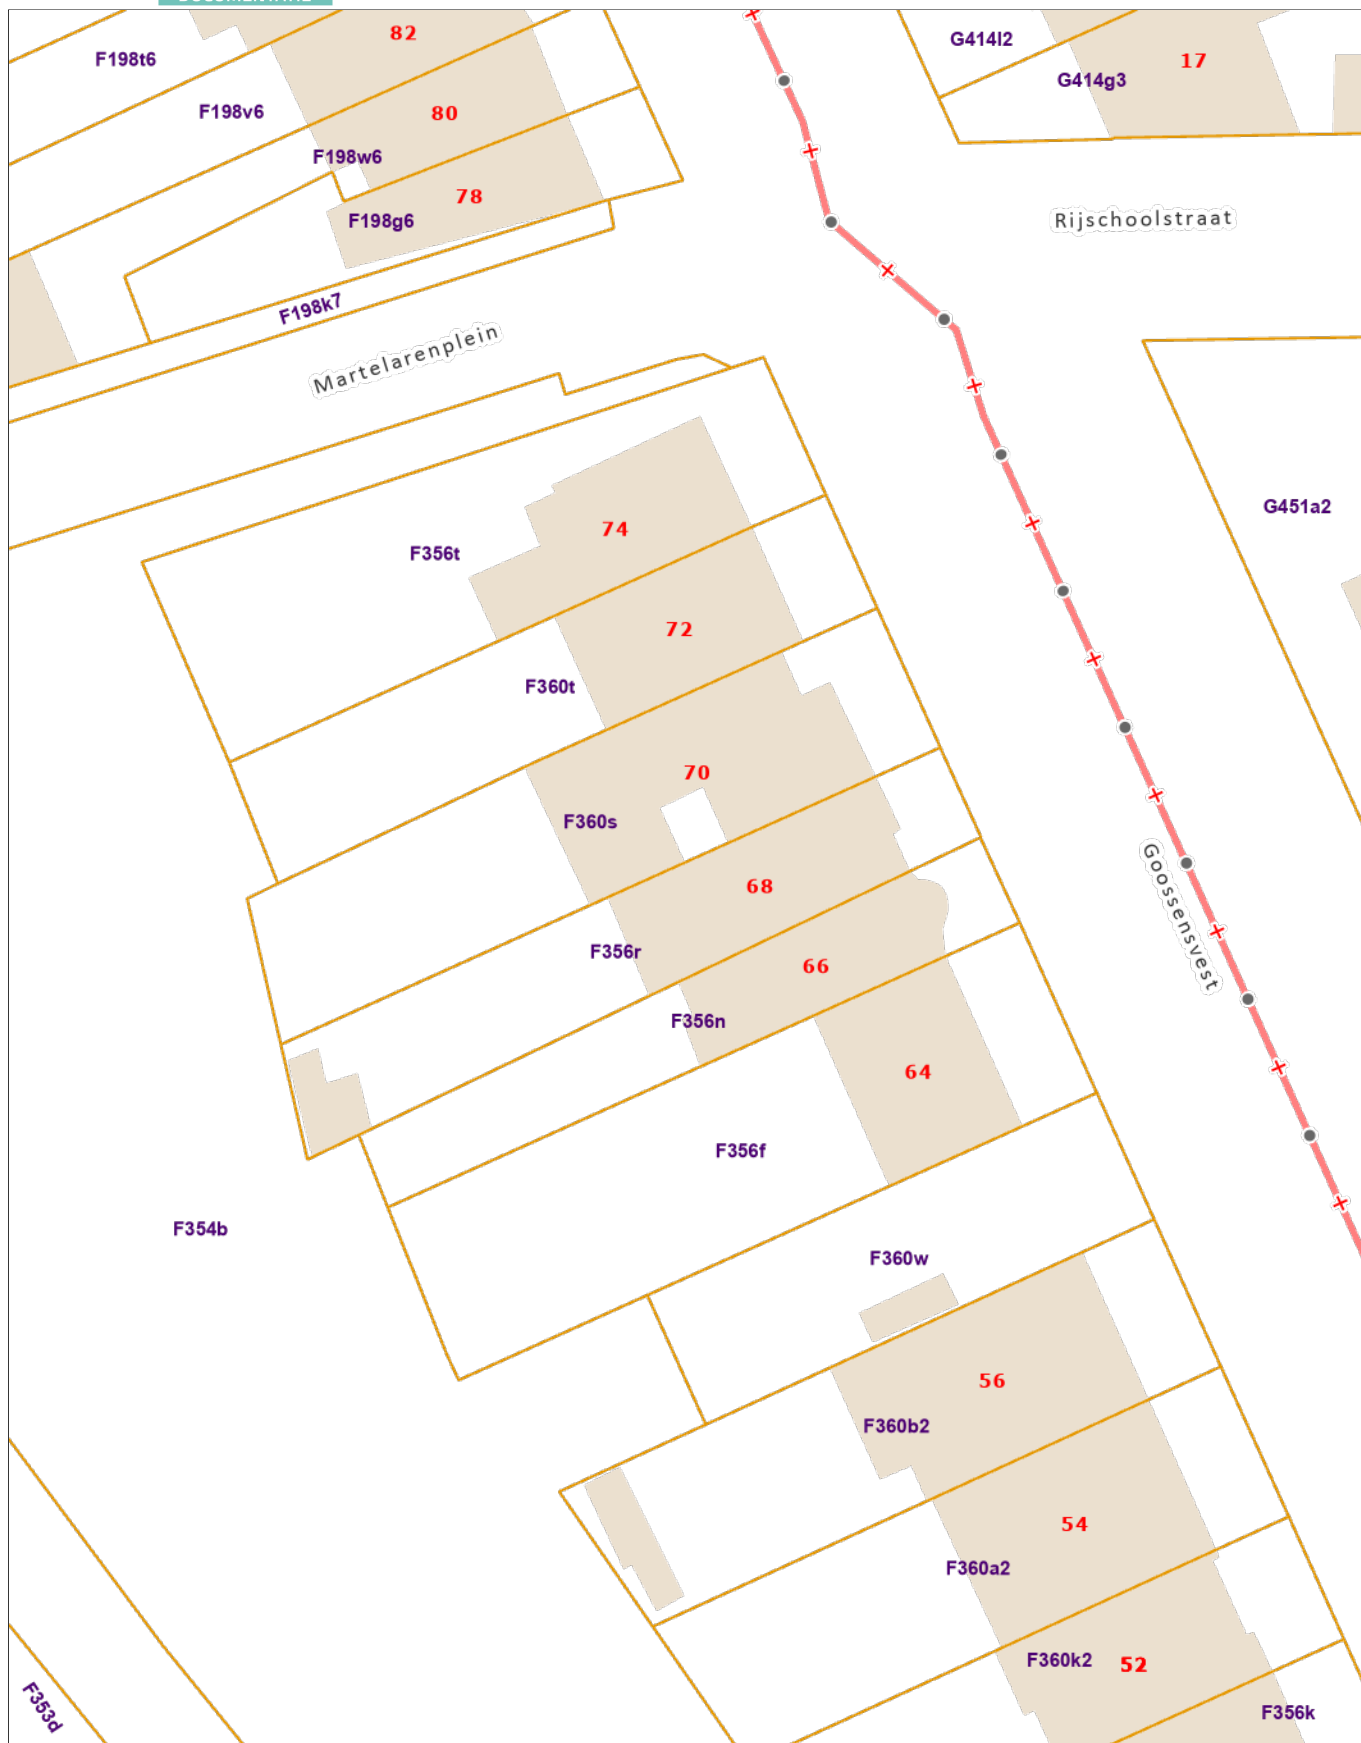 82
F198t6
G414l2
17
G414g3
F198v6
80
F198w6
78
F198g6
Rijschoolstraat
F198k7
Martelarenplein
G451a2
74
F356t
72
F360t
70
F360s
68
Goossensvest
F356r
66
F356n
64
F356f
F354b
F360w
56
F360b2
54
F360a2
F360k2
52
F353d
F356k